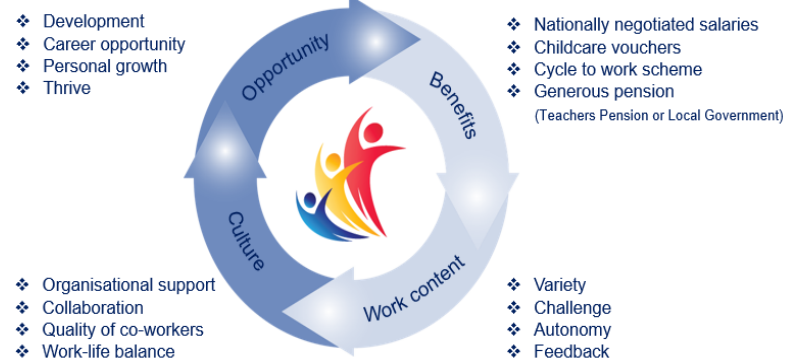 ❖ Development
❖ Career opportunity
❖ Personal growth
❖ Thrive
Opportunity
Benefits
❖ Nationally negotiated salaries
❖ Childcare vouchers
❖ Cycle to work scheme
❖ Generous pension
(Teachers Pension or Local Government)
Culture
Work content
❖ Organisational support
❖ Collaboration
❖ Quality of co-workers
❖ Work-life balance
❖ Variety
❖ Challenge
❖ Autonomy
❖ Feedback